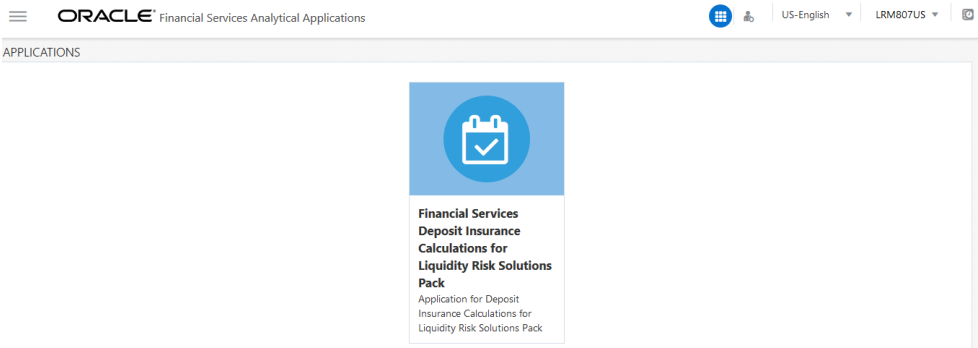 ORACLE® Financial Services Analytical Applications US-English LRM807US
APPLICATIONS
Financial Services
Deposit Insurance
Calculations for
Liquidity Risk Solutions
Pack
Application for Deposit
Insurance Calculations for
Liquidity Risk Solutions Pack